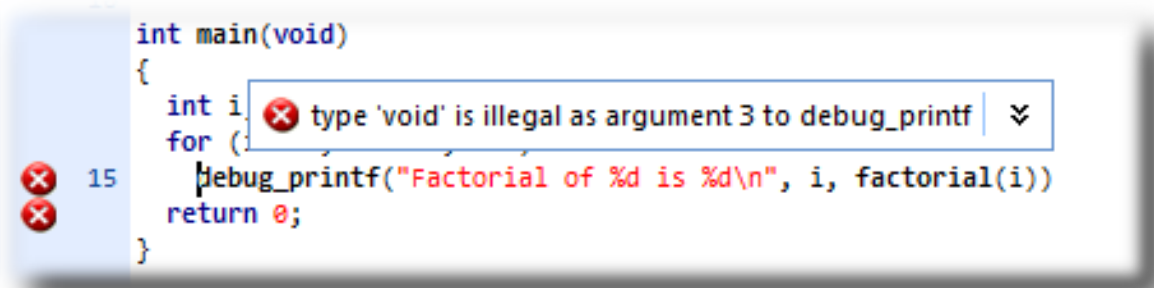 int main(void)
{
int i
type 'void' is illegal as argument 3 to debug_printf
for (
15 debug_printf("Factorial of %d is %d\n", i, factorial(i))
return 0;
}